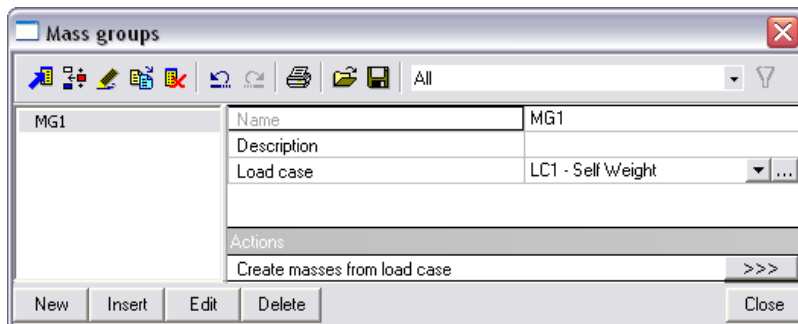 Mass groups
All
MG1
Name MG1
Description
Load case LC1 - Self Weight ...
Actions
Create masses from load case >>>
New Insert Edit Delete Close